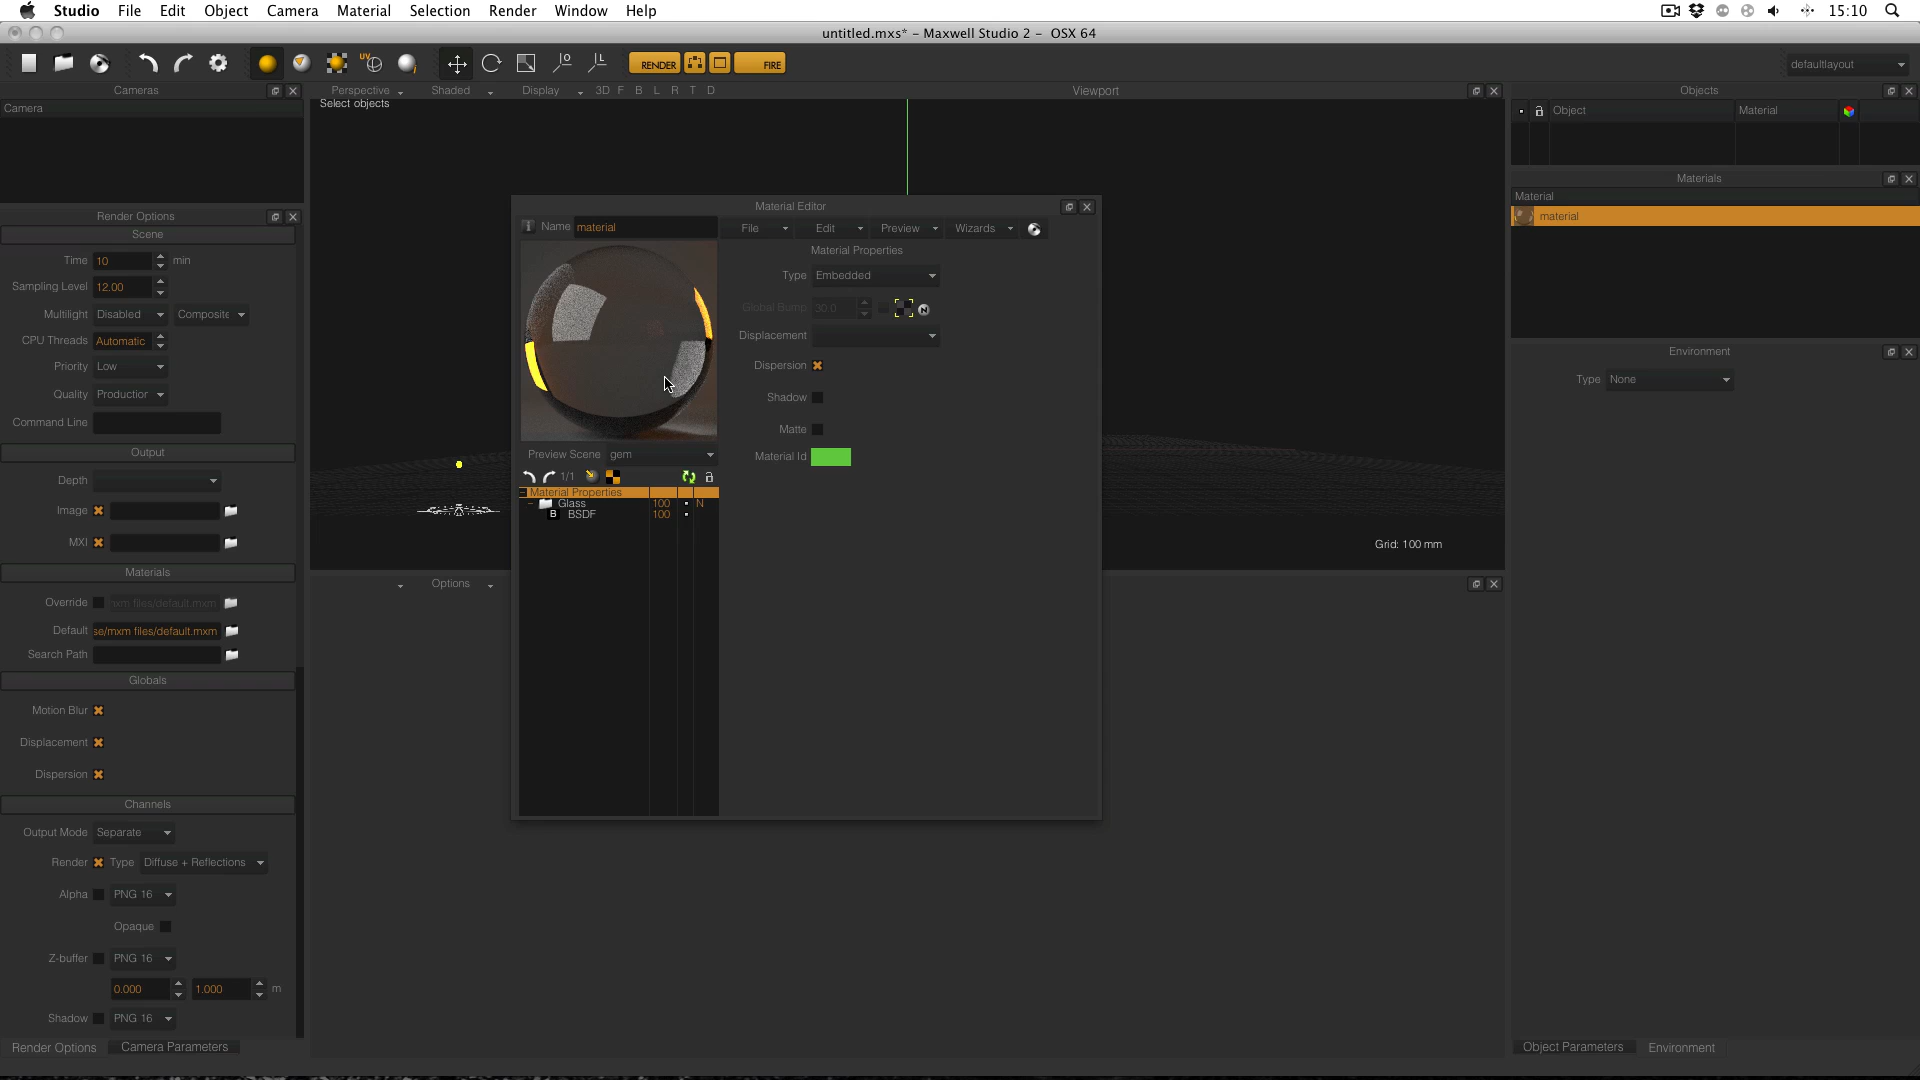 Studio File Edit Object Camera Material Selection Render Window Help 15:10
untitled.mxs* - Maxwell Studio 2 - OSX 64
RENDER FIRE defaultlayout
Cameras
Camera
Perspective Shaded Display 3D F B L R T D Viewport
Select objects
Objects
Object Material
Materials
Material
material
Render Options
Scene
Time 10 min
Sampling Level 12.00
Multilight Disabled Composite
CPU Threads Automatic
Priority Low
Quality Production
Command Line
Output
Depth
Image
MXI
Materials
Override mxm files/default.mxm
Default se/mxm files/default.mxm
Search Path
Globals
Motion Blur
Displacement
Dispersion
Channels
Output Mode Separate
Render Type Diffuse + Reflections
Alpha PNG 16
Opaque
Z-buffer PNG 16
0.000 1.000 m
Shadow PNG 16
Render Options Camera Parameters
Material Editor
Name material File Edit Preview Wizards
Material Properties
Type Embedded
Global Bump 30.0
Displacement
Dispersion
Shadow
Matte
Material Id
Preview Scene gem
1/1
Material Properties
Glass 100 N
B BSDF 100
Grid: 100 mm
Options
Environment
Type None
Object Parameters Environment